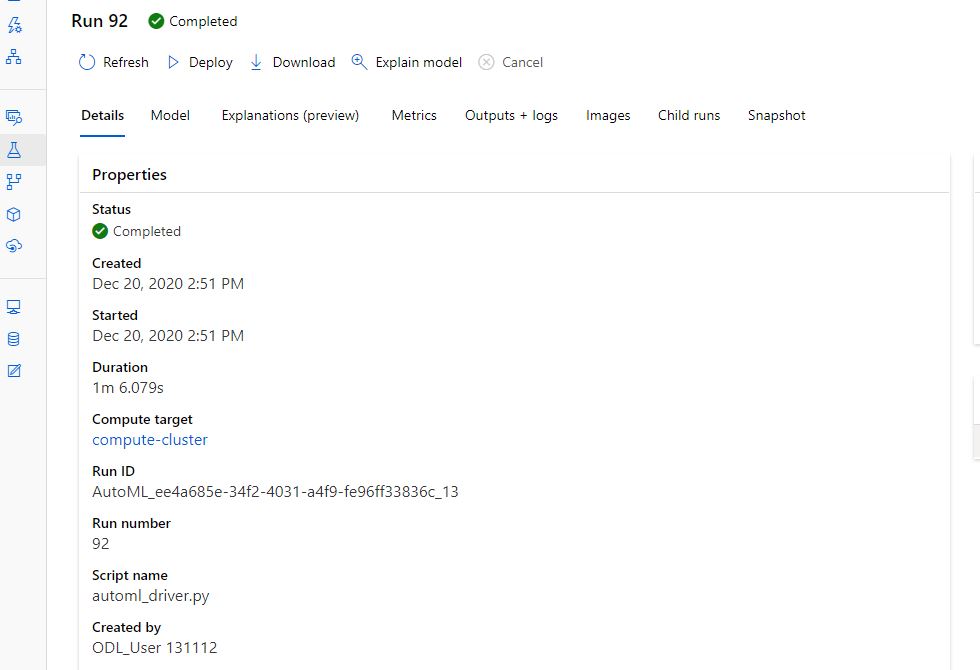 Run 92 Completed
Refresh Deploy Download Explain model Cancel
Details Model Explanations (preview) Metrics Outputs + logs Images Child runs Snapshot
Properties
Status
Completed
Created
Dec 20, 2020 2:51 PM
Started
Dec 20, 2020 2:51 PM
Duration
1m 6.079s
Compute target
compute-cluster
Run ID
AutoML_ee4a685e-34f2-4031-a4f9-fe96ff33836c_13
Run number
92
Script name
automl_driver.py
Created by
ODL_User 131112